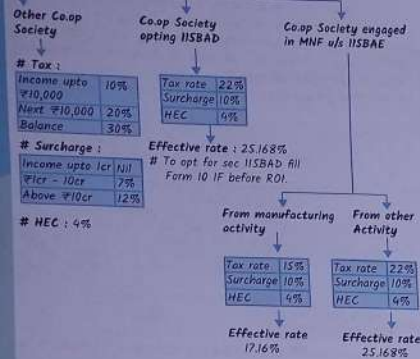 Other Co.op
Society
# Tax :
Income upto ₹10,000 10%
Next ₹10,000 20%
Balance 30%
# Surcharge :
Income upto 1cr Nil
₹1cr - 10cr 7%
Above ₹10cr 12%
# HEC : 4%
Co.op Society
opting 115BAD
Tax rate 22%
Surcharge 10%
HEC 4%
Effective rate : 25.168%
# To opt for sec 115BAD fill
Form 10 IF before ROI.
Co.op Society engaged
in MNF u/s 115BAE
From manufacturing
activity
Tax rate 15%
Surcharge 10%
HEC 4%
Effective rate
17.16%
From other
Activity
Tax rate 22%
Surcharge 10%
HEC 4%
Effective rate
25.168%